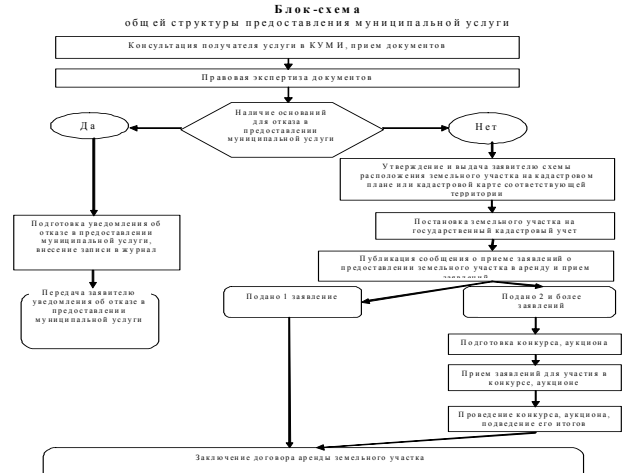 Блок-схема
общей структуры предоставления муниципальной услуги
Консультация получателя услуги в КУМИ, прием документов
Правовая экспертиза документов
Наличие оснований
для отказа в
предоставлении
муниципальной услуги
Да
Нет
Утверждение и выдача заявителю схемы
расположения земельного участка на кадастровом
плане или кадастровой карте соответствующей
территории
Постановка земельного участка на
государственный кадастровый учет
Подготовка уведомления об
отказе в предоставлении
муниципальной услуги,
внесение записи в журнал
Публикация сообщения о приеме заявлений о
предоставлении земельного участка в аренду и прием
заявлений
Передача заявителю
уведомления об отказе в
предоставлении
муниципальной услуги
Подано 1 заявление
Подано 2 и более
заявлений
Подготовка конкурса, аукциона
Прием заявлений для участия в
конкурсе, аукционе
Проведение конкурса, аукциона,
подведение его итогов
Заключение договора аренды земельного участка